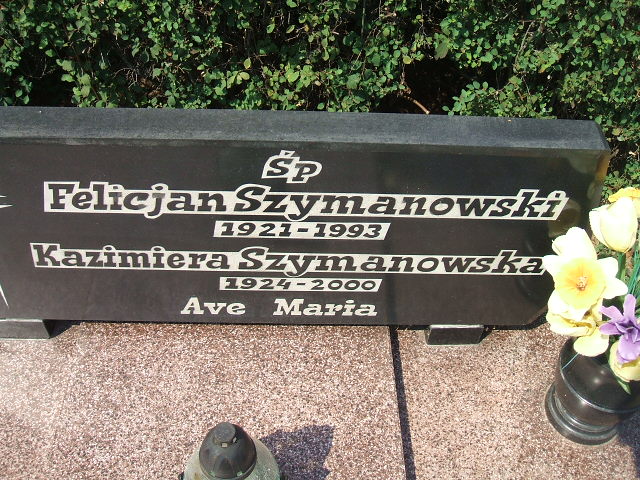 Śp
Felicjan Szymanowski
1921-1993
Kazimiera Szymanowska
1924-2000
Ave Maria